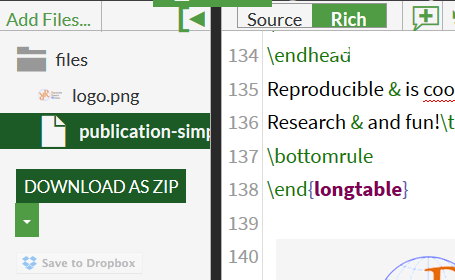 Add Files...
files
logo.png
publication-simp
DOWNLOAD AS ZIP
Save to Dropbox
Source Rich
134 \endhead
135 Reproducible & is coo
136 Research & and fun!\t
137 \bottomrule
138 \end{longtable}
139
140